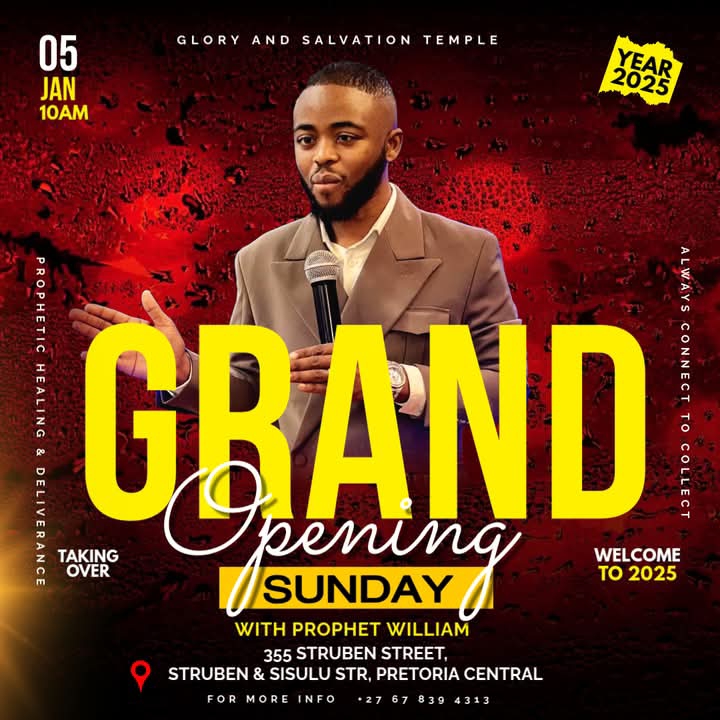 GLORY AND SALVATION TEMPLE
05
JAN
10AM
YEAR
2025
PROPHETIC HEALING & DELIVERANCE
ALWAYS CONNECT TO COLLECT
GRAND
Opening
SUNDAY
TAKING
OVER
WELCOME
TO 2025
WITH PROPHET WILLIAM
355 STRUBEN STREET,
STRUBEN & SISULU STR, PRETORIA CENTRAL
FOR MORE INFO +27 67 839 4313